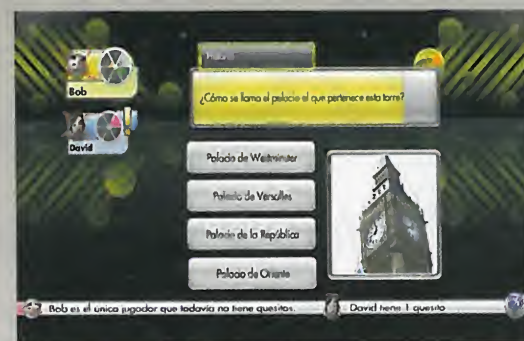 Bob
¿Cómo se llama el palacio al que pertenece esta torre?
David
Palacio de Westminster
Palacio de Versalles
Palacio de la República
Palacio de Oriente
Bob es el único jugador que todavía no tiene quesitos.
David tiene 1 quesito